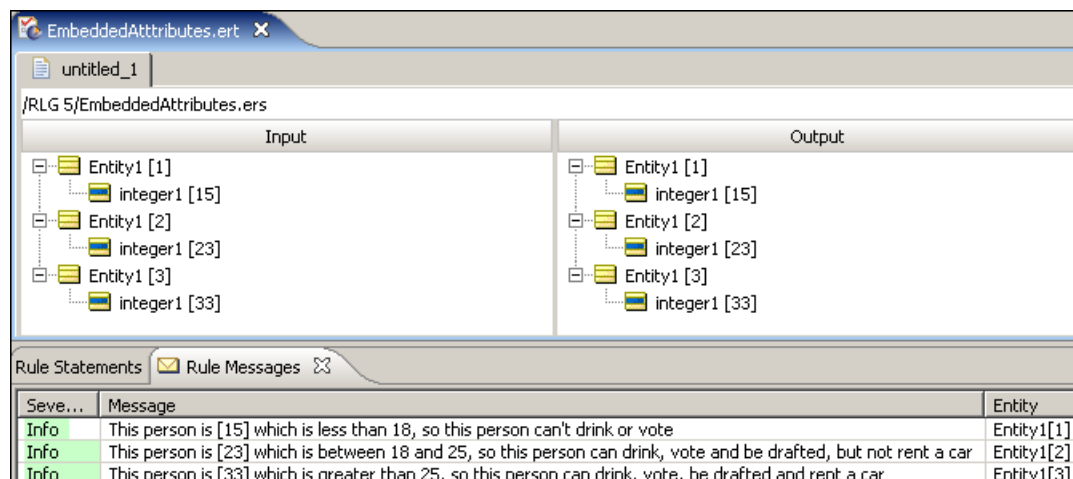 EmbeddedAtttributes.ert
untitled_1
/RLG 5/EmbeddedAttributes.ers
Input Output
Entity1 [1] Entity1 [1]
integer1 [15] integer1 [15]
Entity1 [2] Entity1 [2]
integer1 [23] integer1 [23]
Entity1 [3] Entity1 [3]
integer1 [33] integer1 [33]
Rule Statements Rule Messages
Seve... Message Entity
Info This person is [15] which is less than 18, so this person can't drink or vote Entity1[1]
Info This person is [23] which is between 18 and 25, so this person can drink, vote and be drafted, but not rent a car Entity1[2]
Info This person is [33] which is greater than 25, so this person can drink, vote, be drafted and rent a car Entity1[3]